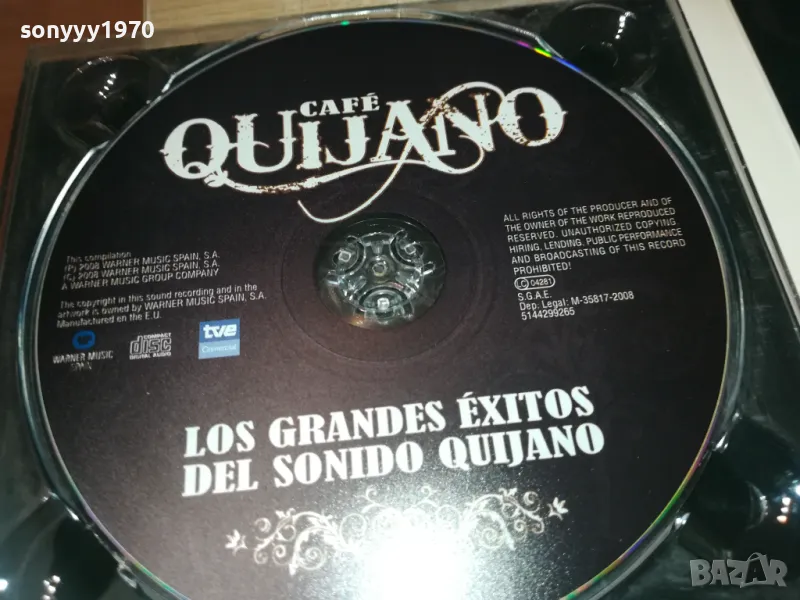 sonyyy1970
CAFÉ
QUIJANO
This compilation
(P) 2008 WARNER MUSIC SPAIN, S.A.
(C) 2008 WARNER MUSIC SPAIN, S.A.
A WARNER MUSIC GROUP COMPANY
The copyright in this sound recording and in the
artwork is owned by WARNER MUSIC SPAIN, S.A.
Manufactured en the E.U.
ALL RIGHTS OF THE PRODUCER AND OF
THE OWNER OF THE WORK REPRODUCED
RESERVED. UNAUTHORIZED COPYING
HIRING, LENDING, PUBLIC PERFORMANCE
AND BROADCASTING OF THIS RECORD
PROHIBITED!
LC 04281
S.G.A.E.
Dep. Legal: M-35817-2008
5144299265
WARNER MUSIC
SPAIN
COMPACT
disc
DIGITAL AUDIO
tve
Comercial
LOS GRANDES ÉXITOS
DEL SONIDO QUIJANO
BAZAR